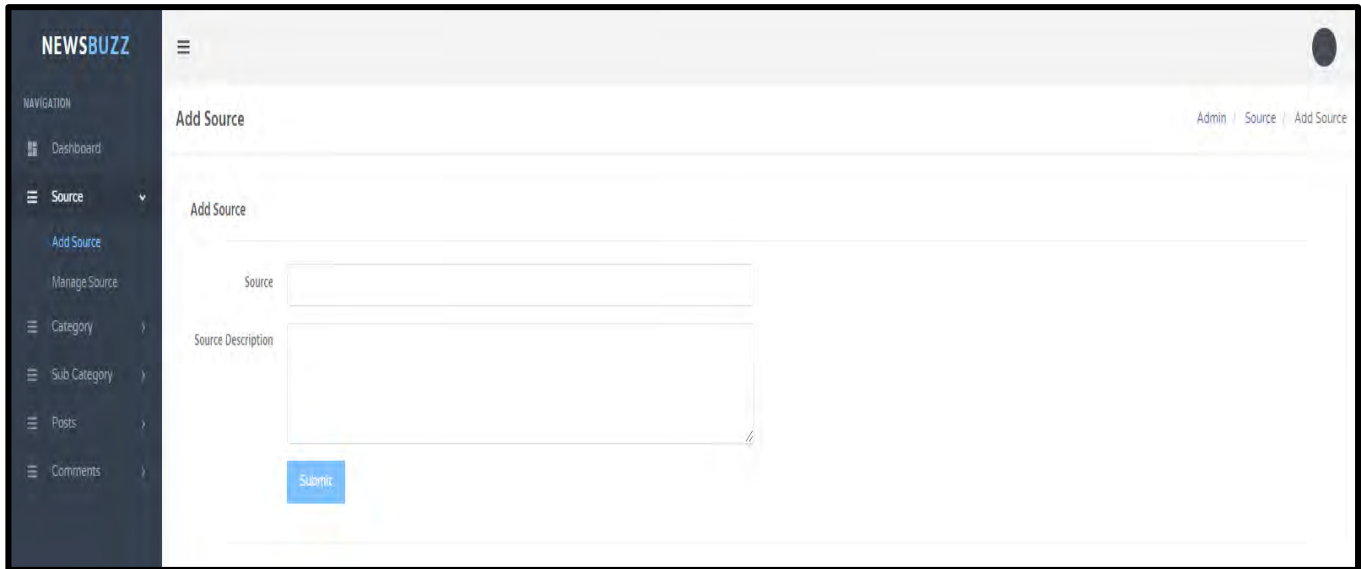 NEWSBUZZ
NAVIGATION
Dashboard
Source
Add Source
Manage Source
Category
Sub Category
Posts
Comments
Add Source
Admin / Source / Add Source
Add Source
Source
Source Description
Submit